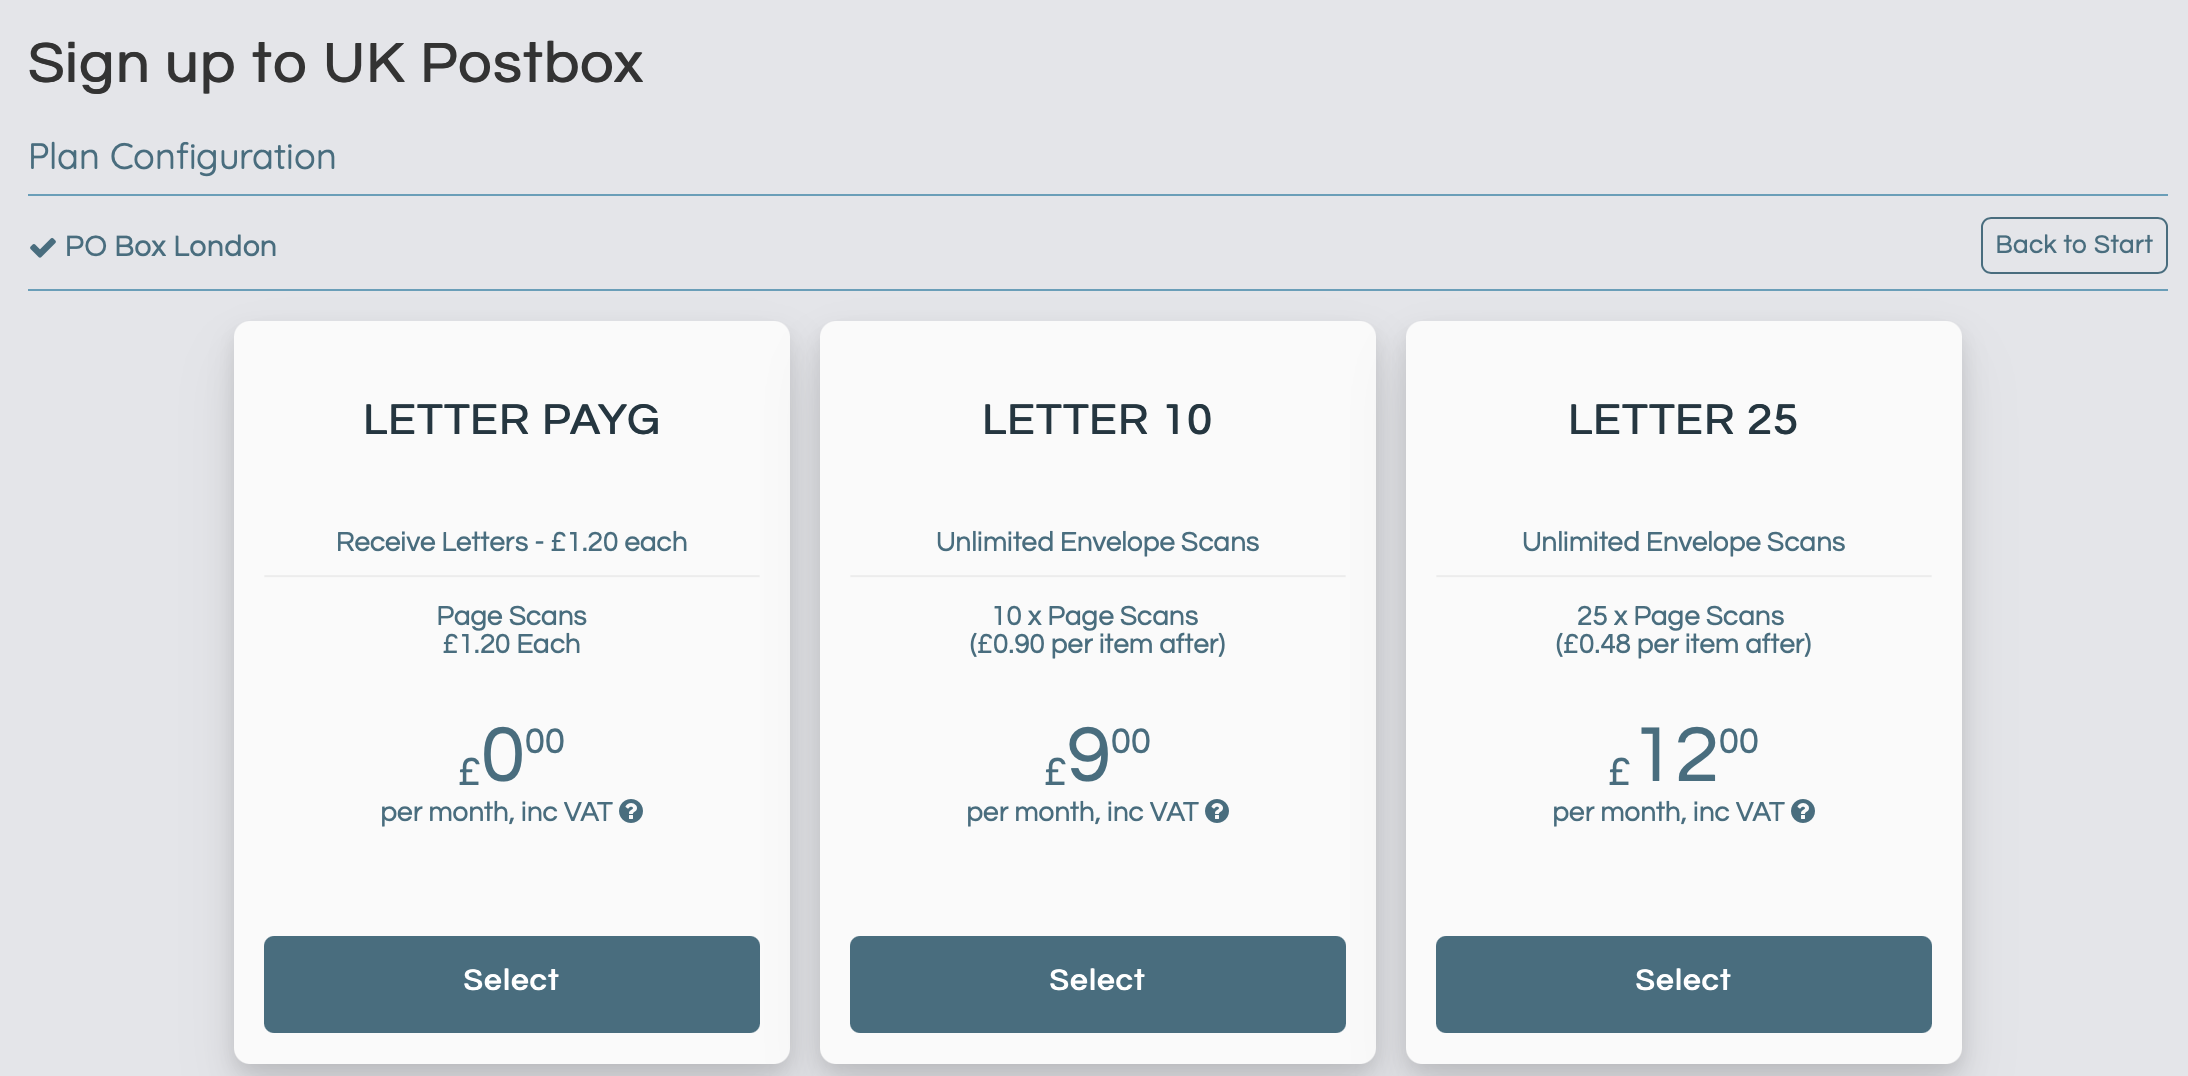 Sign up to UK Postbox
Plan Configuration
PO Box London
Back to Start
LETTER PAYG
Receive Letters - £1.20 each
Page Scans
£1.20 Each
£0.00
per month, inc VAT ?
Select
LETTER 10
Unlimited Envelope Scans
10 x Page Scans
(£0.90 per item after)
£9.00
per month, inc VAT ?
Select
LETTER 25
Unlimited Envelope Scans
25 x Page Scans
(£0.48 per item after)
£12.00
per month, inc VAT ?
Select